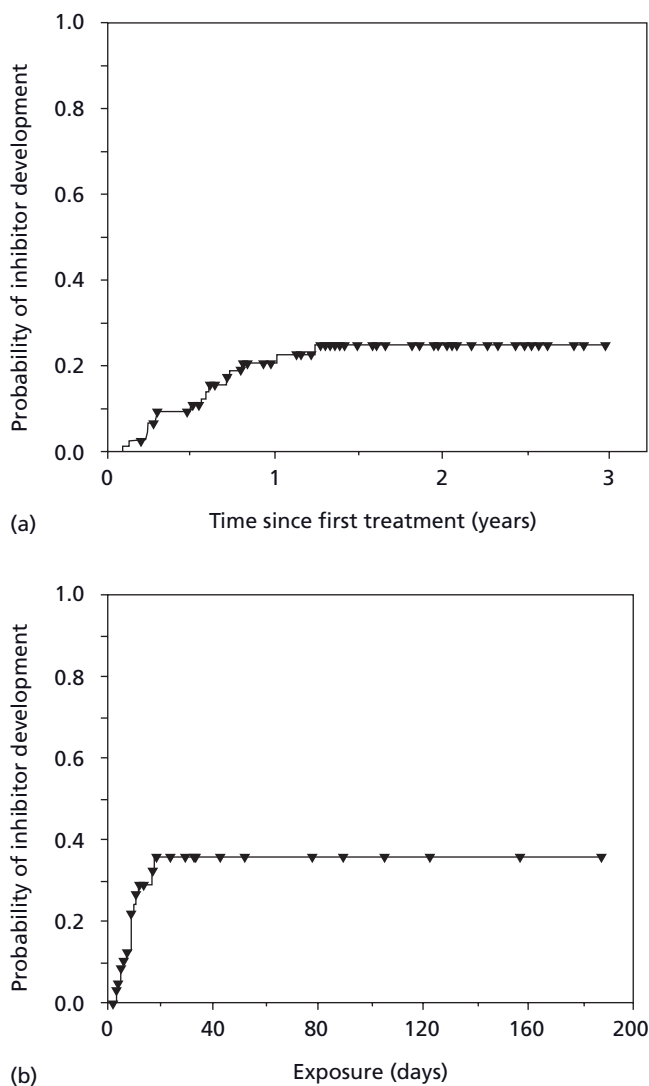 1.0
0.8
0.6
0.4
0.2
0.0
Probability of inhibitor development
0 1 2 3
(a) Time since first treatment (years)
1.0
0.8
0.6
0.4
0.2
0.0
Probability of inhibitor development
0 40 80 120 160 200
(b) Exposure (days)